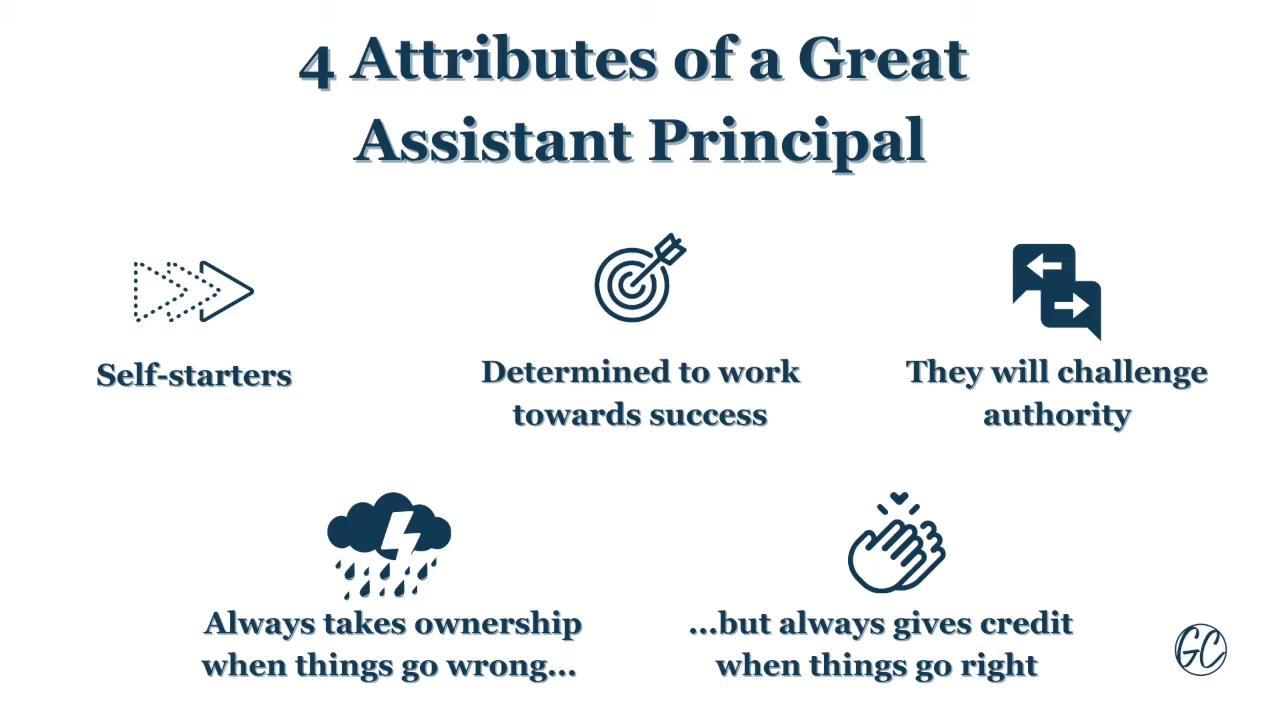 4 Attributes of a Great
Assistant Principal
Self-starters
Determined to work
towards success
They will challenge
authority
Always takes ownership
when things go wrong...
...but always gives credit
when things go right
GC